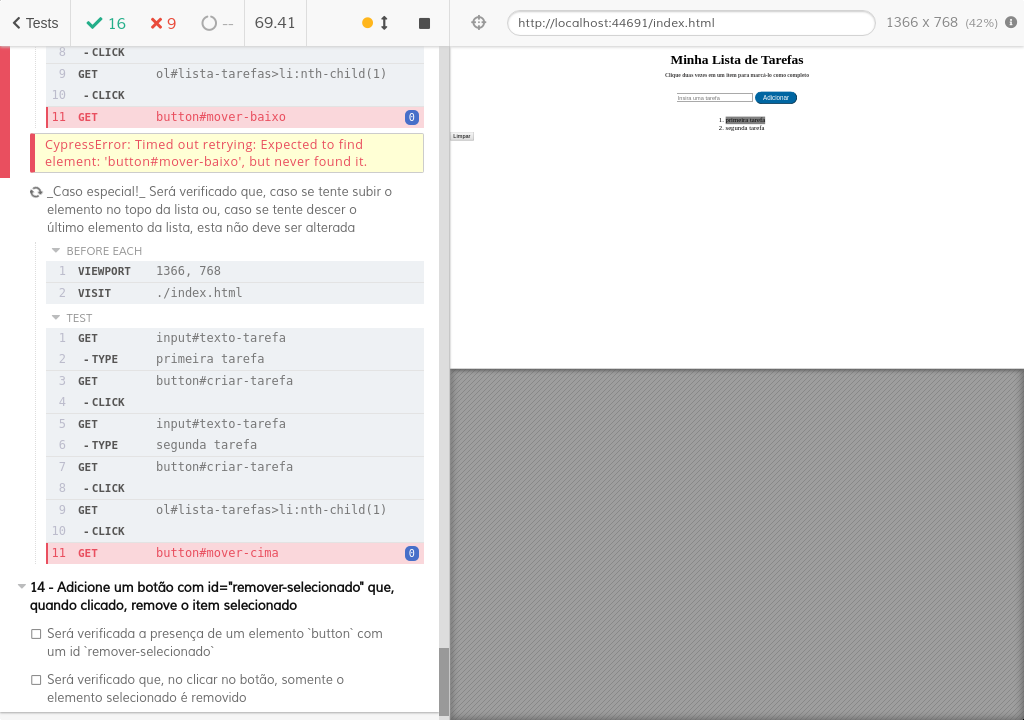 Tests 16 9 -- 69.41 http://localhost:44691/index.html 1366 x 768 (42%)
8 -CLICK
9 GET ol#lista-tarefas>li:nth-child(1)
10 -CLICK
11 GET button#mover-baixo 0
CypressError: Timed out retrying: Expected to find
element: 'button#mover-baixo', but never found it.
_Caso especial!_ Será verificado que, caso se tente subir o
elemento no topo da lista ou, caso se tente descer o
último elemento da lista, esta não deve ser alterada
BEFORE EACH
1 VIEWPORT 1366, 768
2 VISIT ./index.html
TEST
1 GET input#texto-tarefa
2 -TYPE primeira tarefa
3 GET button#criar-tarefa
4 -CLICK
5 GET input#texto-tarefa
6 -TYPE segunda tarefa
7 GET button#criar-tarefa
8 -CLICK
9 GET ol#lista-tarefas>li:nth-child(1)
10 -CLICK
11 GET button#mover-cima 0
14 - Adicione um botão com id="remover-selecionado" que,
quando clicado, remove o item selecionado
Será verificada a presença de um elemento `button` com
um id `remover-selecionado`
Será verificado que, no clicar no botão, somente o
elemento selecionado é removido
Minha Lista de Tarefas
Clique duas vezes em um item para marcá-lo como completo
Insira uma tarefa Adicionar
1. primeira tarefa
2. segunda tarefa
Limpar